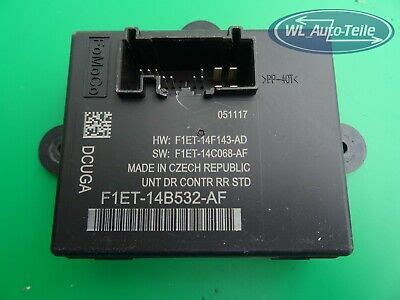 WL Auto-Teile
FoMoCo
>PP-40T<
051117
HW: F1ET-14F143-AD
SW: F1ET-14C068-AF
MADE IN CZECH REPUBLIC
UNT DR CONTR RR STD
DCUGA
F1ET-14B532-AF